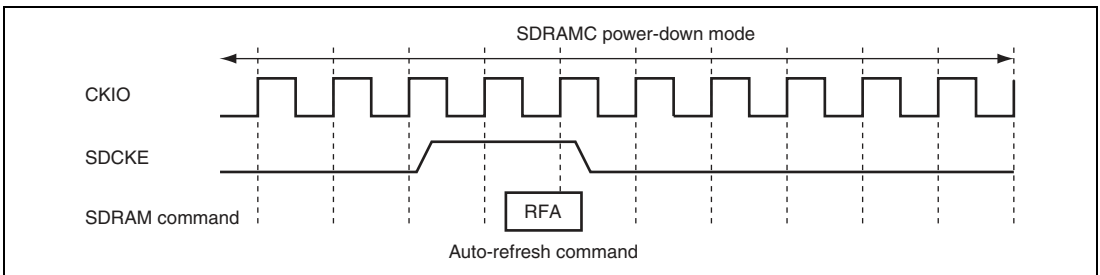 SDRAMC power-down mode
CKIO
SDCKE
SDRAM command
RFA
Auto-refresh command